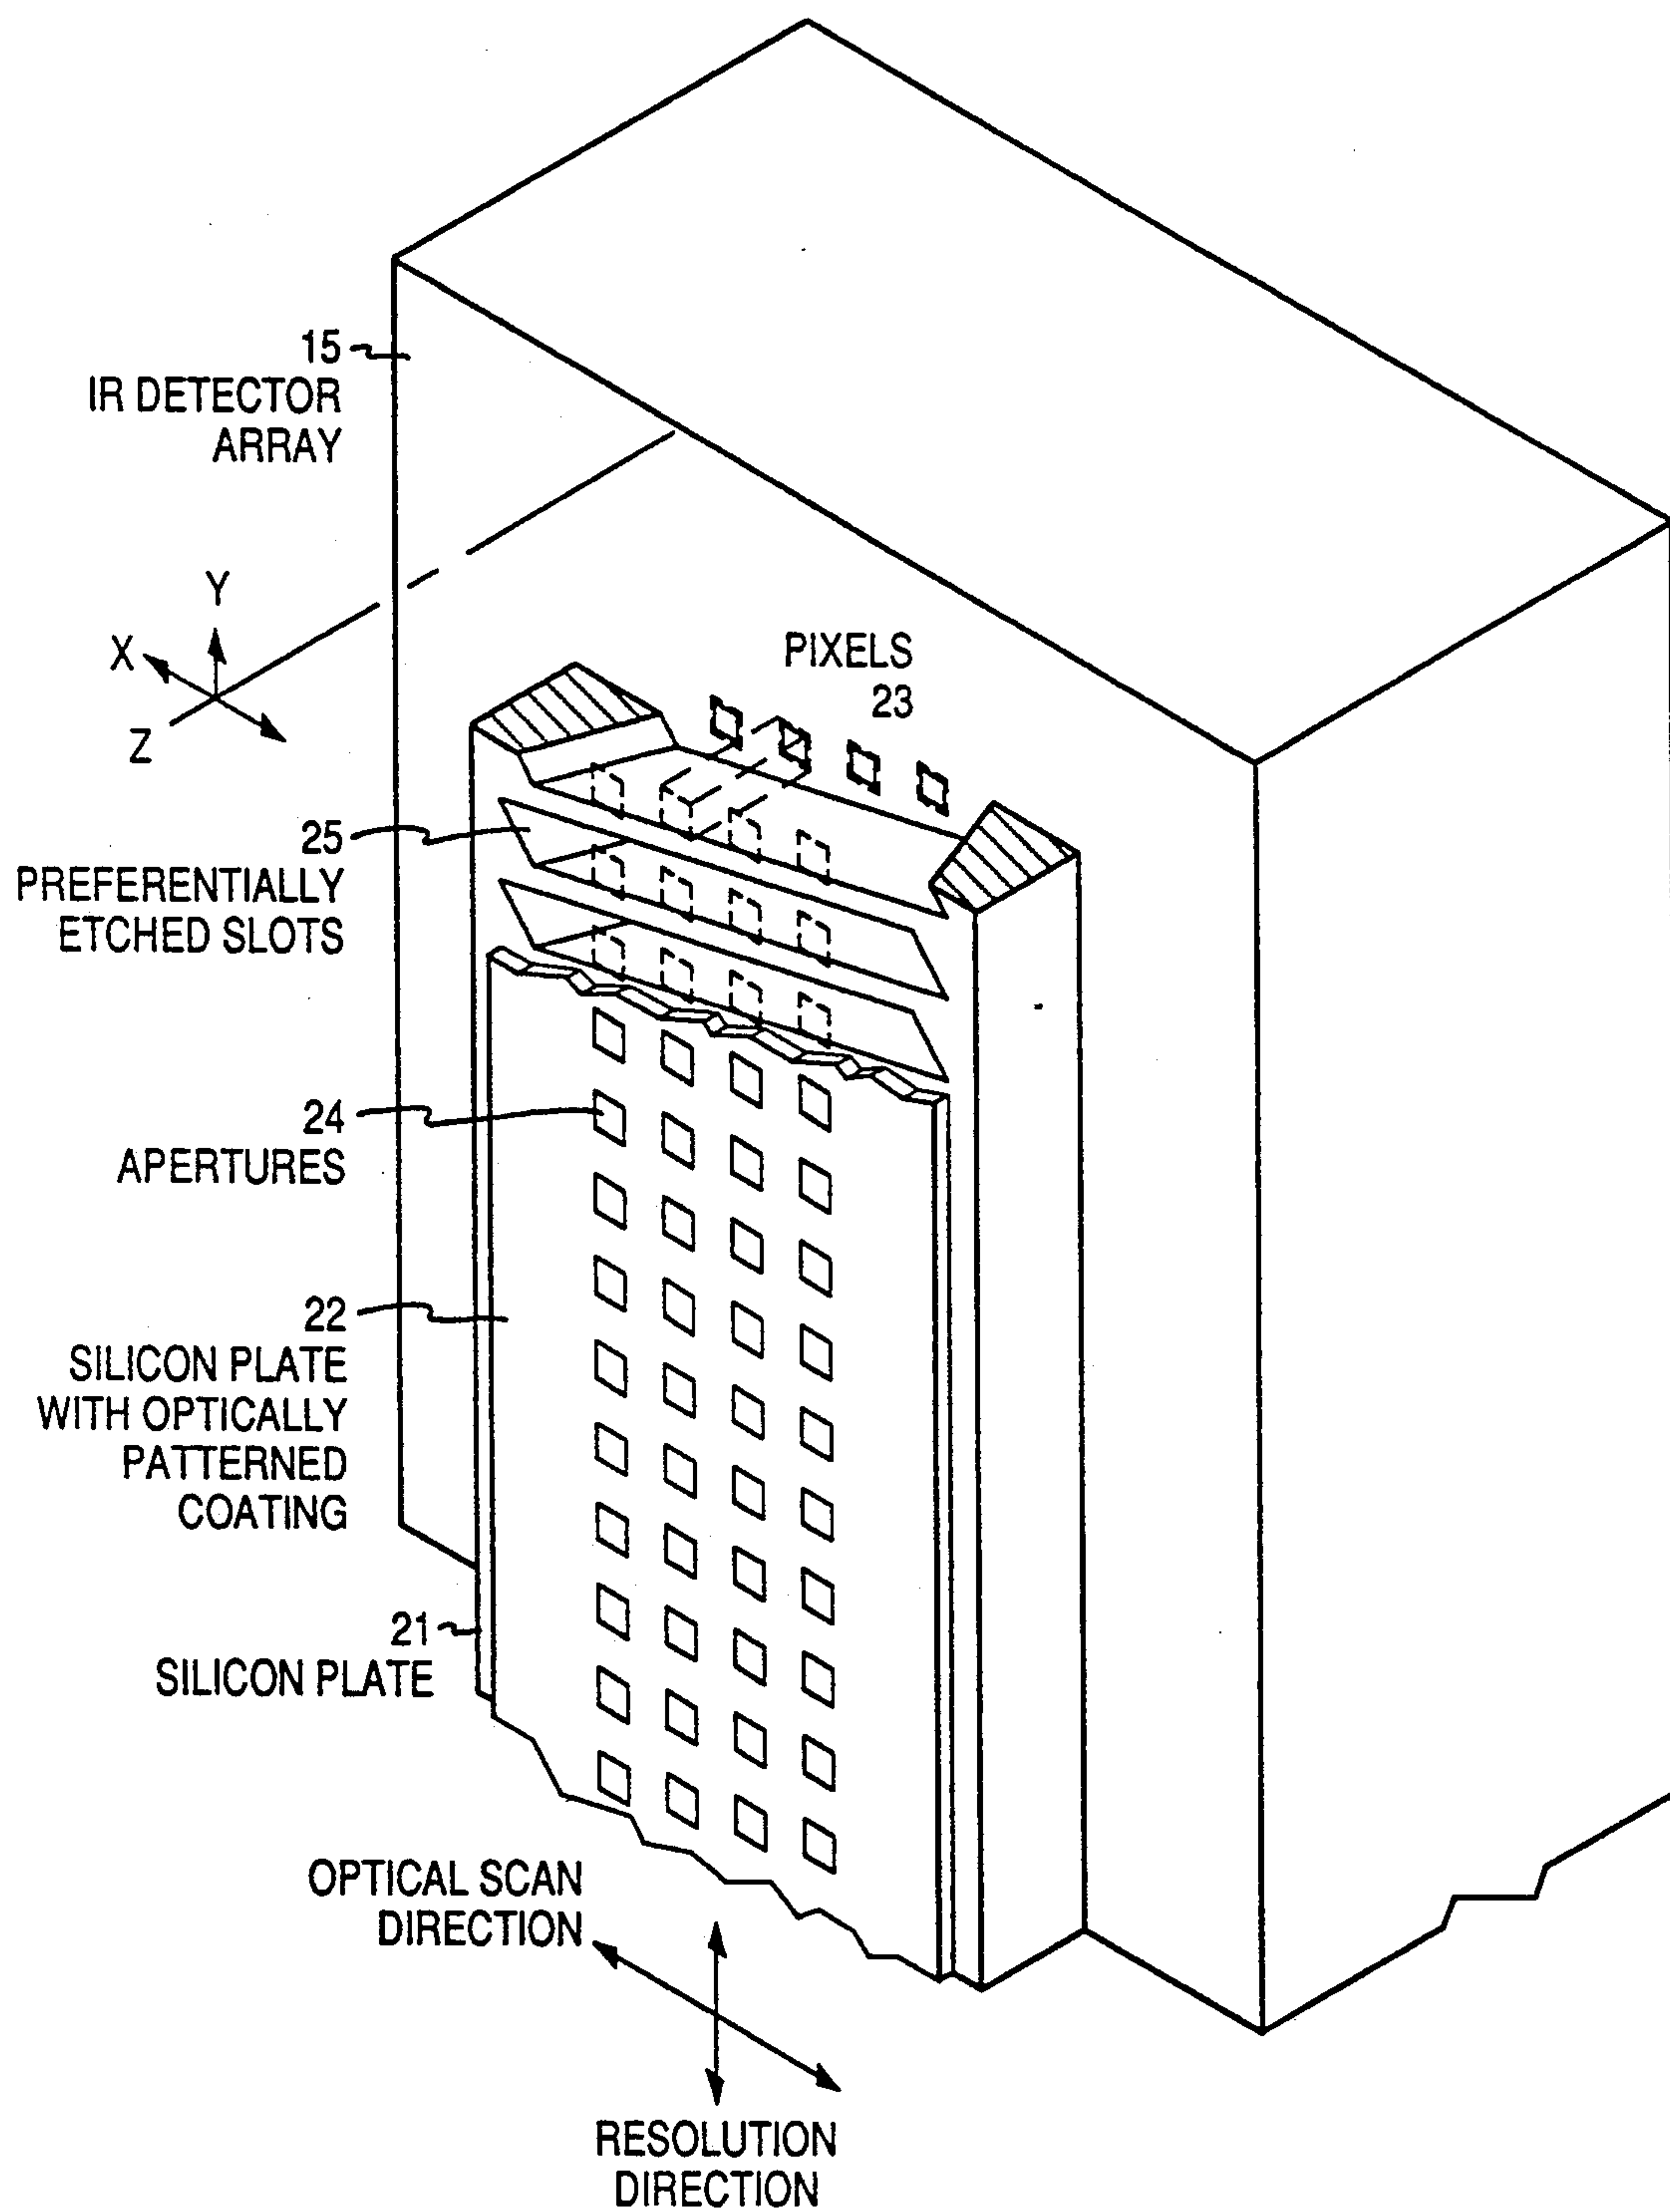 15
IR DETECTOR
ARRAY
Y
X
Z
PIXELS
23
25
PREFERENTIALLY
ETCHED SLOTS
24
APERTURES
22
SILICON PLATE
WITH OPTICALLY
PATTERNED
COATING
21
SILICON PLATE
OPTICAL SCAN
DIRECTION
RESOLUTION
DIRECTION